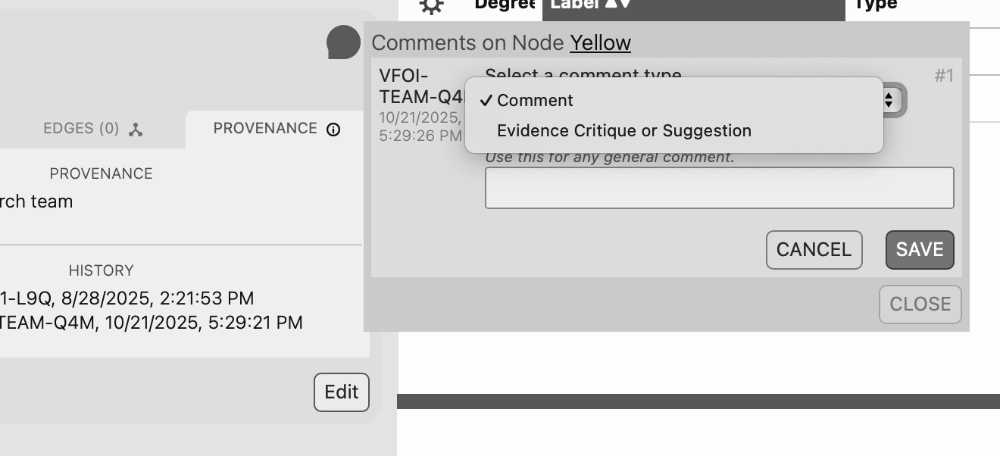 Degree
Label
Type
Comments on Node Yellow
VFOI-
TEAM-Q4
10/21/2025,
5:29:26 PM
Select a comment type
#1
✓ Comment
Evidence Critique or Suggestion
Use this for any general comment.
CANCEL
SAVE
CLOSE
EDGES (0)
PROVENANCE
PROVENANCE
rch team
HISTORY
1-L9Q, 8/28/2025, 2:21:53 PM
TEAM-Q4M, 10/21/2025, 5:29:21 PM
Edit